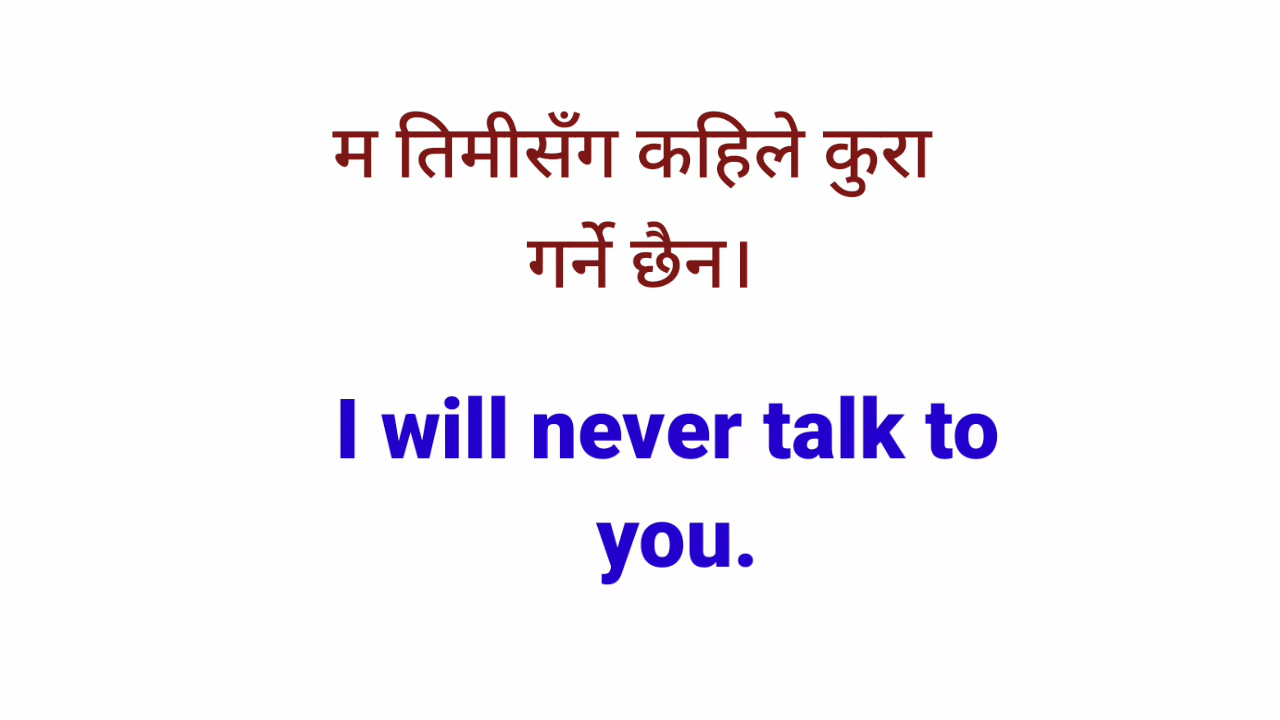 म तिमीसँग कहिले कुरा
गर्ने छैन।
I will never talk to
you.